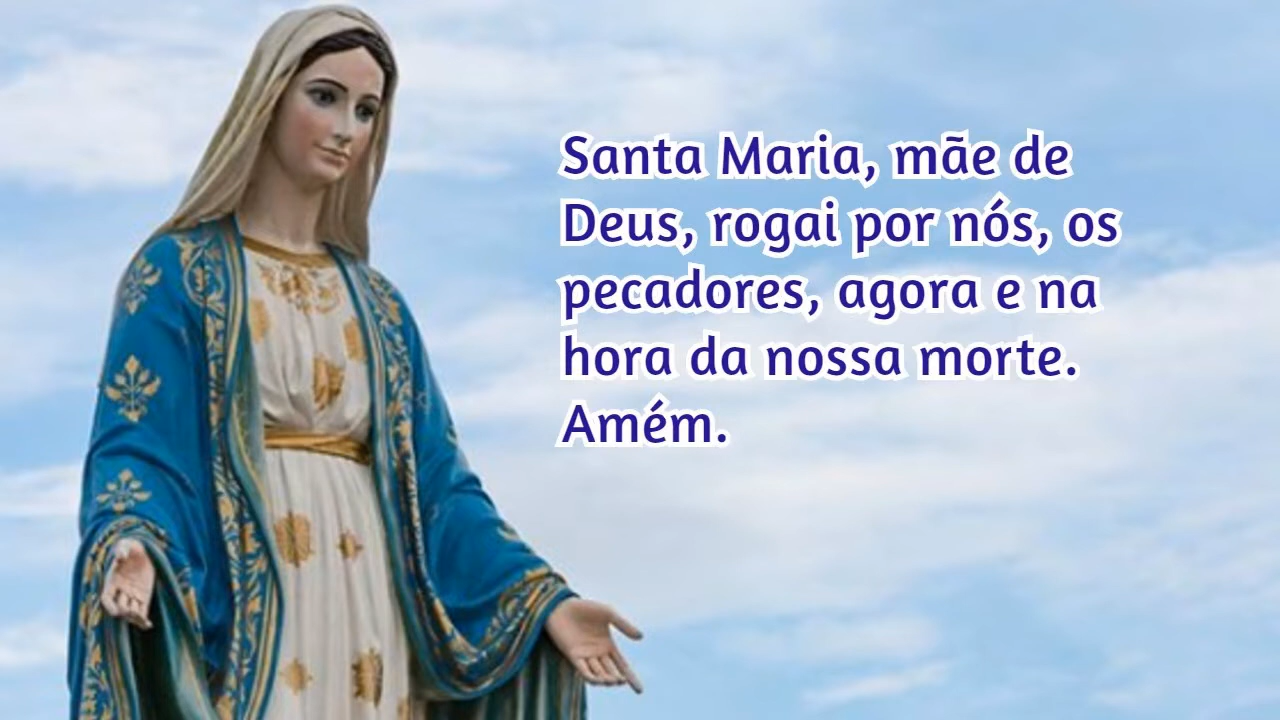 Santa Maria, mãe de
Deus, rogai por nós, os
pecadores, agora e na
hora da nossa morte.
Amém.